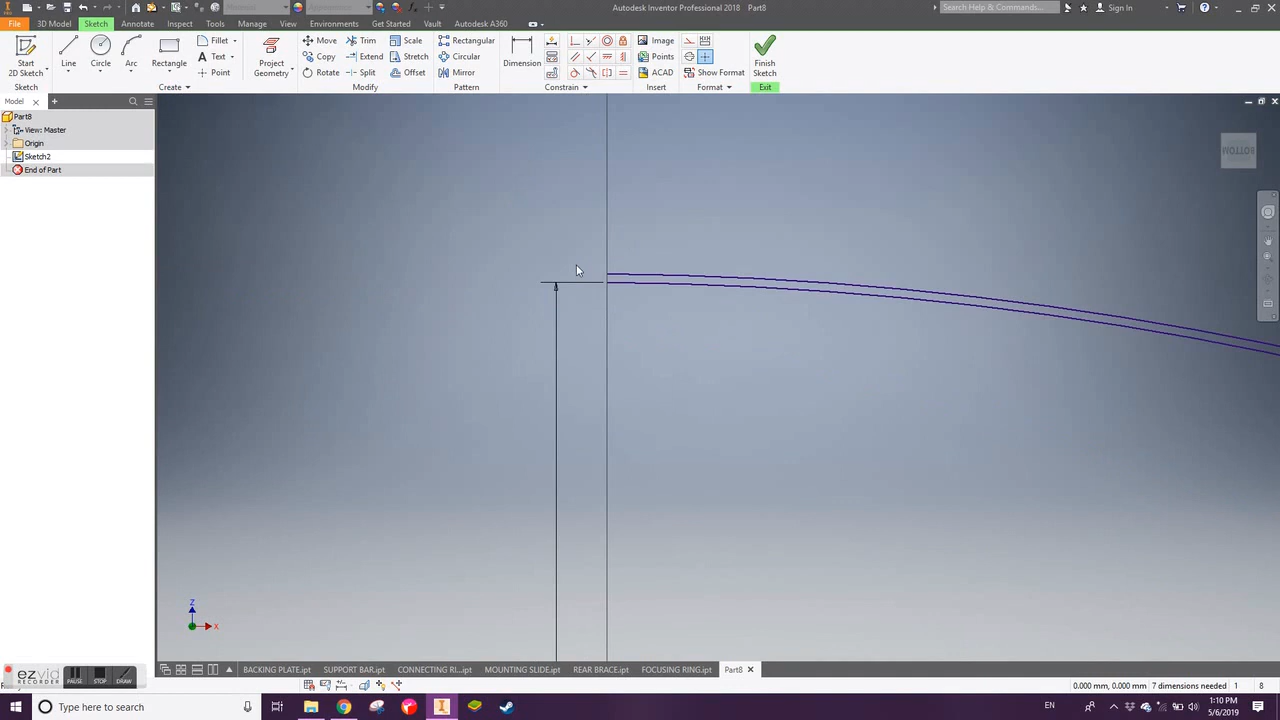 Autodesk Inventor Professional 2018 Part8
Search Help & Commands... Sign In
File 3D Model Sketch Annotate Inspect Tools Manage View Environments Get Started Vault Autodesk A360
Start 2D Sketch
Line Circle Arc Rectangle
Fillet
Text
Point
Project Geometry
Move Trim Scale
Copy Extend Stretch
Rotate Split Offset
Rectangular
Circular
Mirror
Dimension
Image
Points
ACAD
Show Format
Finish Sketch
Sketch Create Modify Pattern Constrain Insert Format Exit
Model
Part8
View: Master
Origin
Sketch2
End of Part
BOTTOM
Z
X
BACKING PLATE.ipt SUPPORT BAR.ipt CONNECTING RI...ipt MOUNTING SLIDE.ipt REAR BRACE.ipt FOCUSING RING.ipt Part8
ezvid
RECORDER
PAUSE STOP DRAW
0.000 mm, 0.000 mm 7 dimensions needed 1 8
Type here to search
EN
1:10 PM
5/6/2019